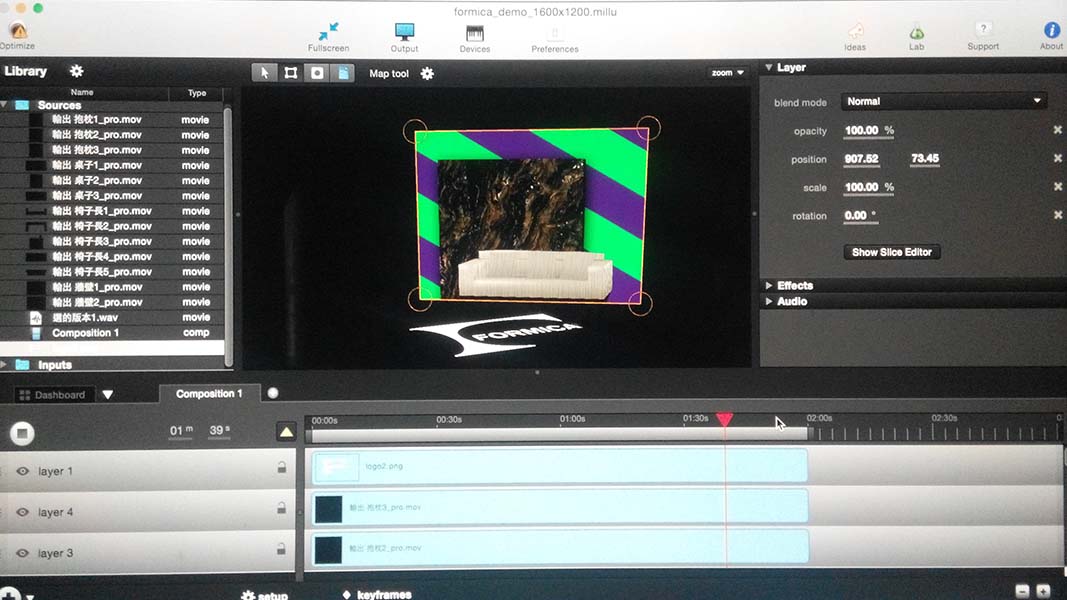 formica_demo_1600x1200.millu
Optimize
Fullscreen
Output
Devices
Preferences
Ideas
Lab
Support
About
Library
Map tool
zoom
Layer
Name
Type
Sources
輸出 抱枕1_pro.mov movie
輸出 抱枕2_pro.mov movie
輸出 抱枕3_pro.mov movie
輸出 桌子1_pro.mov movie
輸出 桌子2_pro.mov movie
輸出 桌子3_pro.mov movie
輸出 椅子長1_pro.mov movie
輸出 椅子長2_pro.mov movie
輸出 椅子長3_pro.mov movie
輸出 椅子長4_pro.mov movie
輸出 椅子長5_pro.mov movie
輸出 牆壁1_pro.mov movie
輸出 牆壁2_pro.mov movie
選的版本1.wav movie
Composition 1 comp
Inputs
FORMICA
blend mode Normal
opacity 100.00 %
position 907.52 73.45
scale 100.00 %
rotation 0.00 °
Show Slice Editor
Effects
Audio
Dashboard
Composition 1
01 m 39 s
00:00s 00:30s 01:00s 01:30s 02:00s 02:30s
layer 1
logo2.png
layer 4
輸出 抱枕3_pro.mov
layer 3
輸出 抱枕2_pro.mov
setup
keyframes